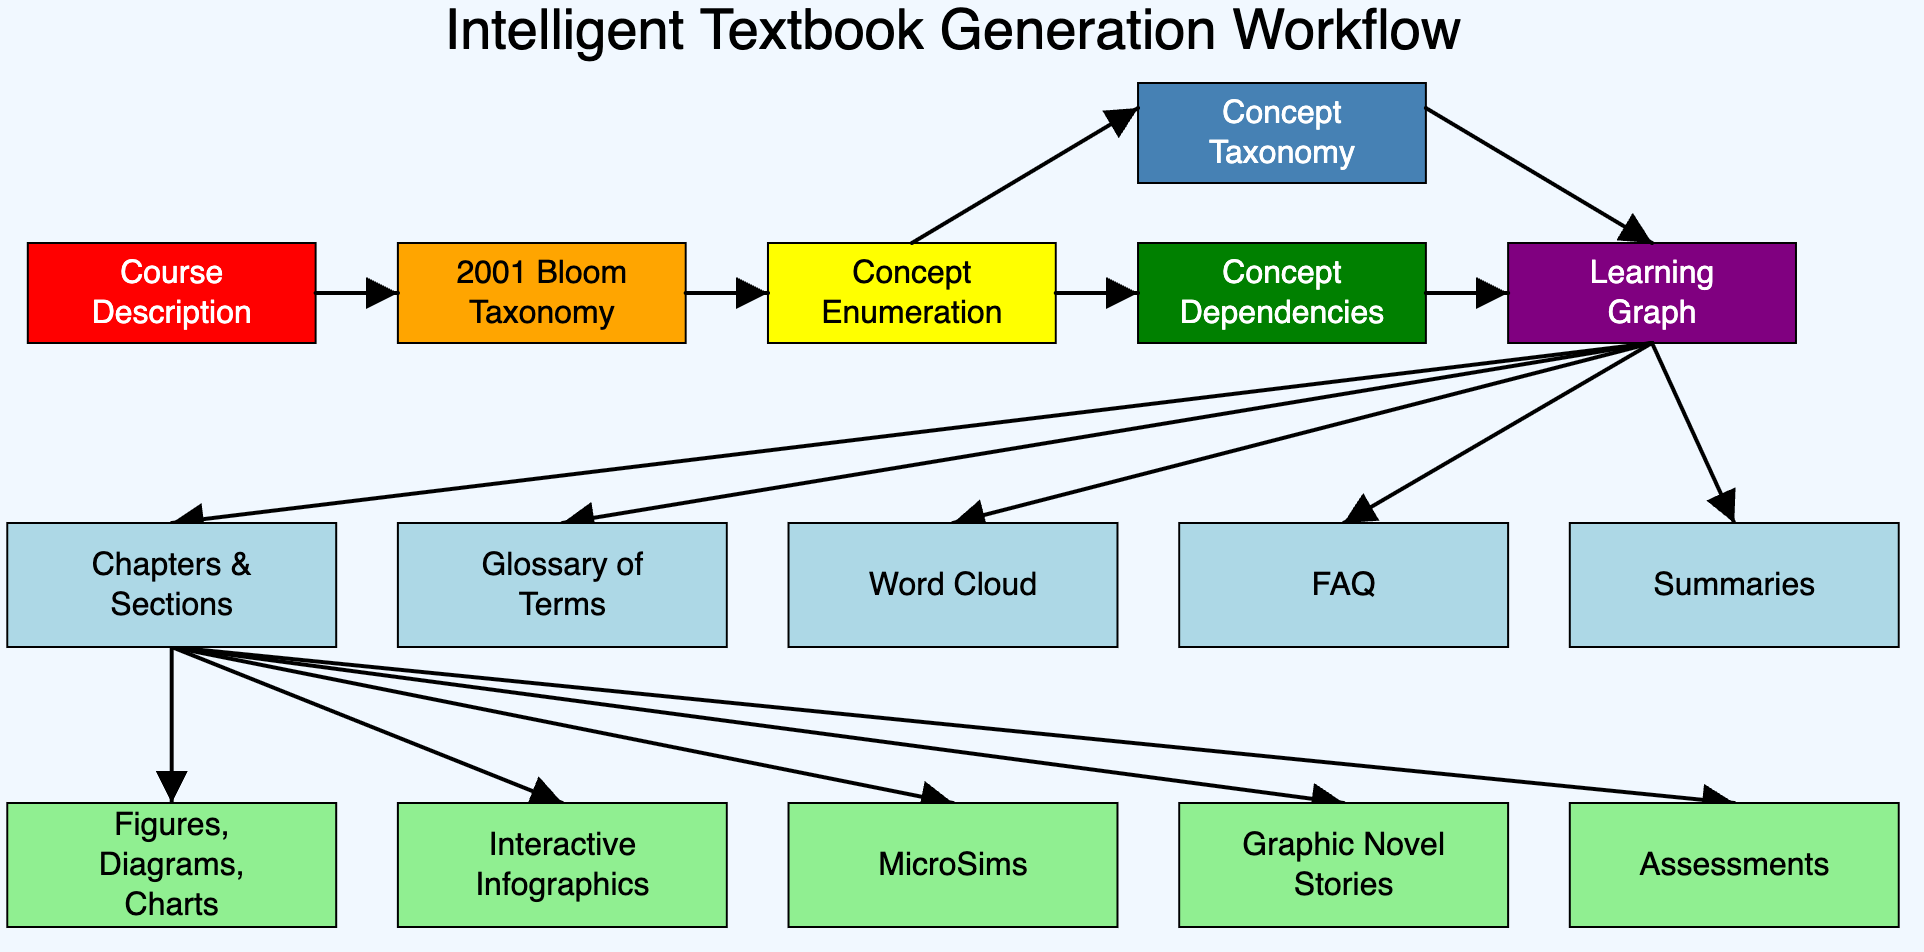 Intelligent Textbook Generation Workflow
Concept
Taxonomy
Course
Description
2001 Bloom
Taxonomy
Concept
Enumeration
Concept
Dependencies
Learning
Graph
Chapters &
Sections
Glossary of
Terms
Word Cloud
FAQ
Summaries
Figures,
Diagrams,
Charts
Interactive
Infographics
MicroSims
Graphic Novel
Stories
Assessments